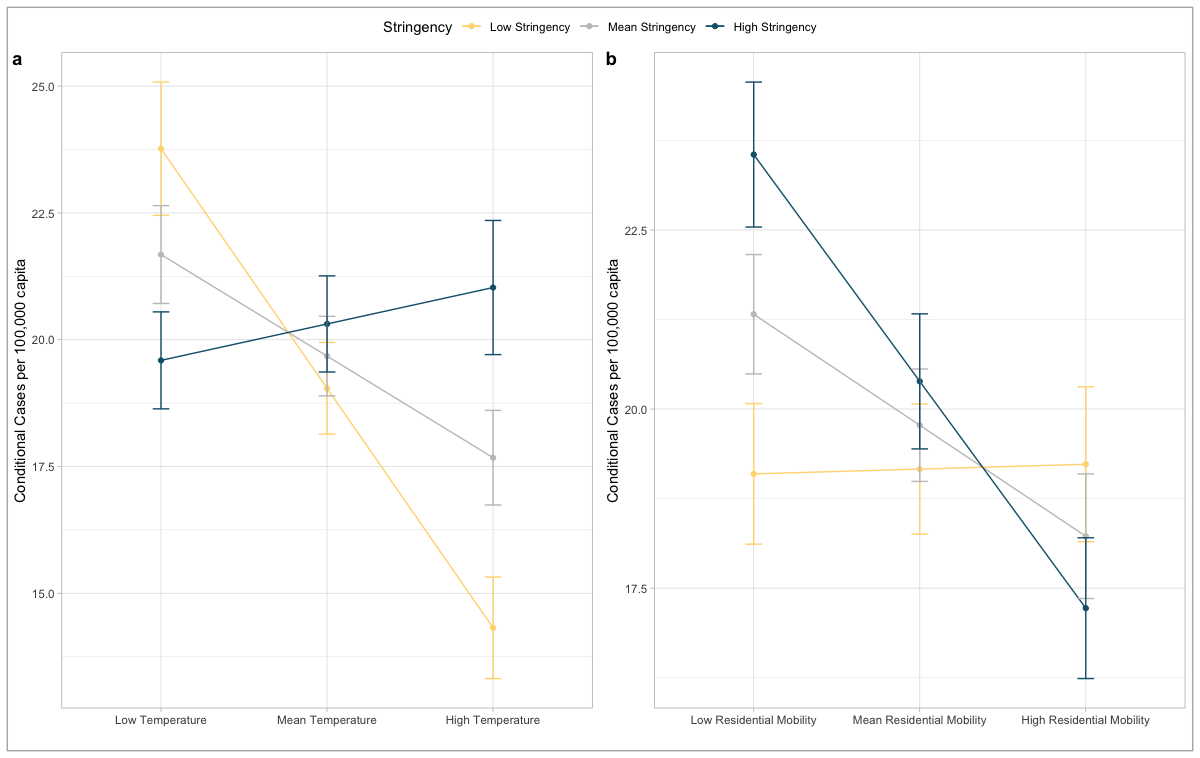 Stringency Low Stringency Mean Stringency High Stringency
a
Conditional Cases per 100,000 capita
25.0
22.5
20.0
17.5
15.0
Low Temperature Mean Temperature High Temperature
b
Conditional Cases per 100,000 capita
22.5
20.0
17.5
Low Residential Mobility Mean Residential Mobility High Residential Mobility